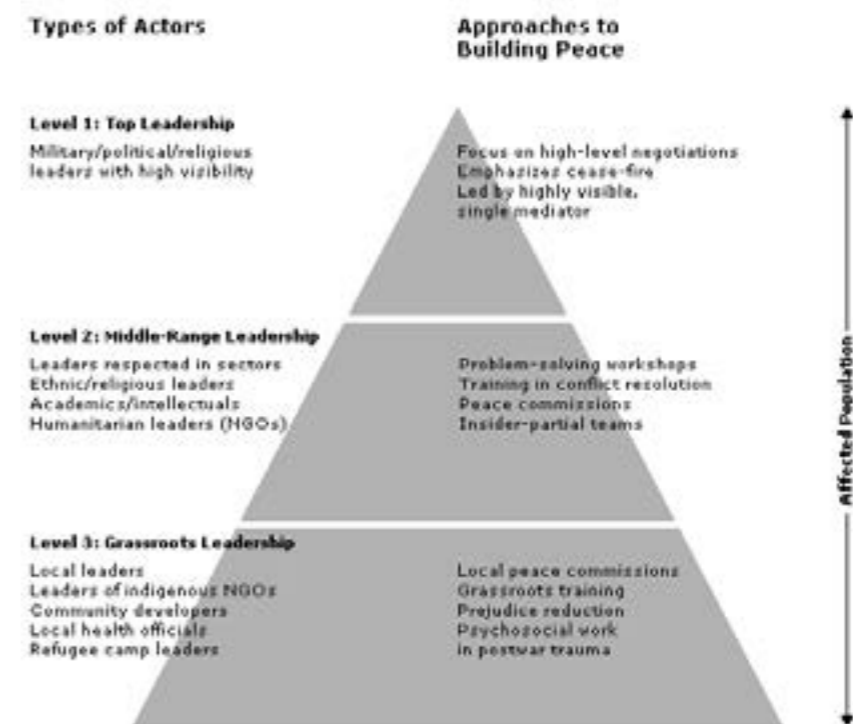 Types of Actors
Approaches to
Building Peace
Level 1: Top Leadership
Military/political/religious
leaders with high visibility
Focus on high-level negotiations
Emphasizes cease-fire
Led by highly visible,
single mediator
Level 2: Middle-Range Leadership
Leaders respected in sectors
Ethnic/religious leaders
Academics/intellectuals
Humanitarian leaders (NGOs)
Problem-solving workshops
Training in conflict resolution
Peace commissions
Insider-partial teams
Level 3: Grassroots Leadership
Local leaders
Leaders of indigenous NGOs
Community developers
Local health officials
Refugee camp leaders
Local peace commissions
Grassroots training
Prejudice reduction
Psychosocial work
in postwar trauma
Affected Population